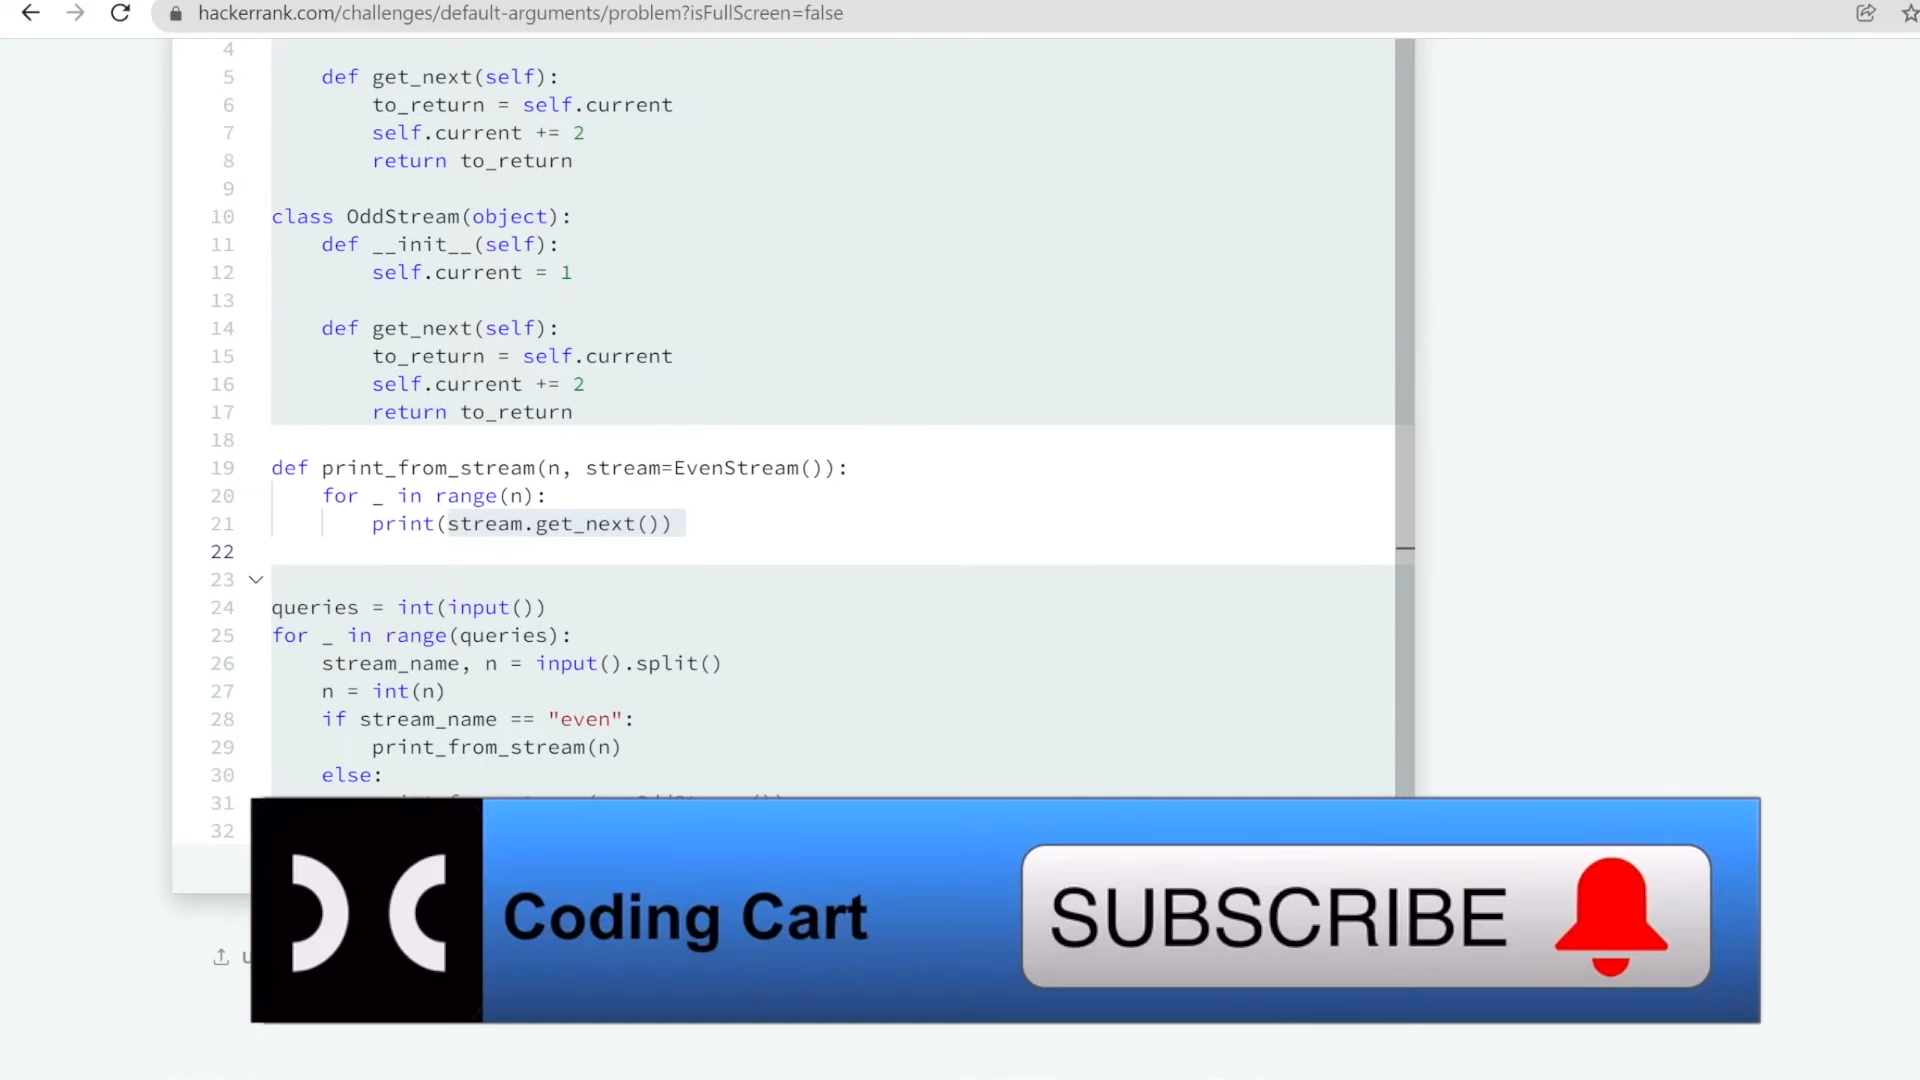 hackerrank.com/challenges/default-arguments/problem?isFullScreen=false
4
5 def get_next(self):
6 to_return = self.current
7 self.current += 2
8 return to_return
9
10 class OddStream(object):
11 def __init__(self):
12 self.current = 1
13
14 def get_next(self):
15 to_return = self.current
16 self.current += 2
17 return to_return
18
19 def print_from_stream(n, stream=EvenStream()):
20 for _ in range(n):
21 print(stream.get_next())
22
23
24 queries = int(input())
25 for _ in range(queries):
26 stream_name, n = input().split()
27 n = int(n)
28 if stream_name == "even":
29 print_from_stream(n)
30 else:
31
32
Coding Cart
SUBSCRIBE